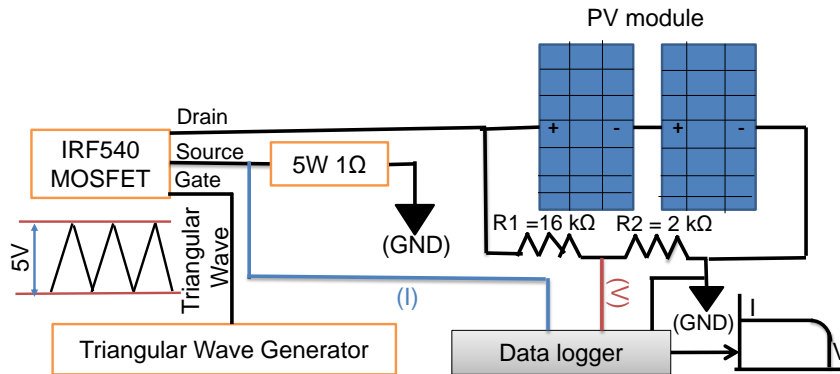 PV module
+
-
+
-
Drain
IRF540
MOSFET
Source
5W 1Ω
Gate
R1 =16 kΩ
R2 = 2 kΩ
5V
Triangular
Wave
(GND)
(I)
(V)
(GND)
I
V
Triangular Wave Generator
Data logger